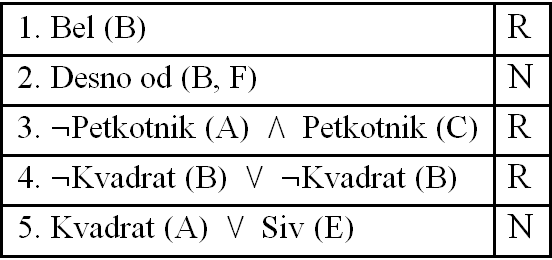 1. Bel (B) R
2. Desno od (B, F) N
3. ¬Petkotnik (A) ∧ Petkotnik (C) R
4. ¬Kvadrat (B) ∨ ¬Kvadrat (B) R
5. Kvadrat (A) ∨ Siv (E) N